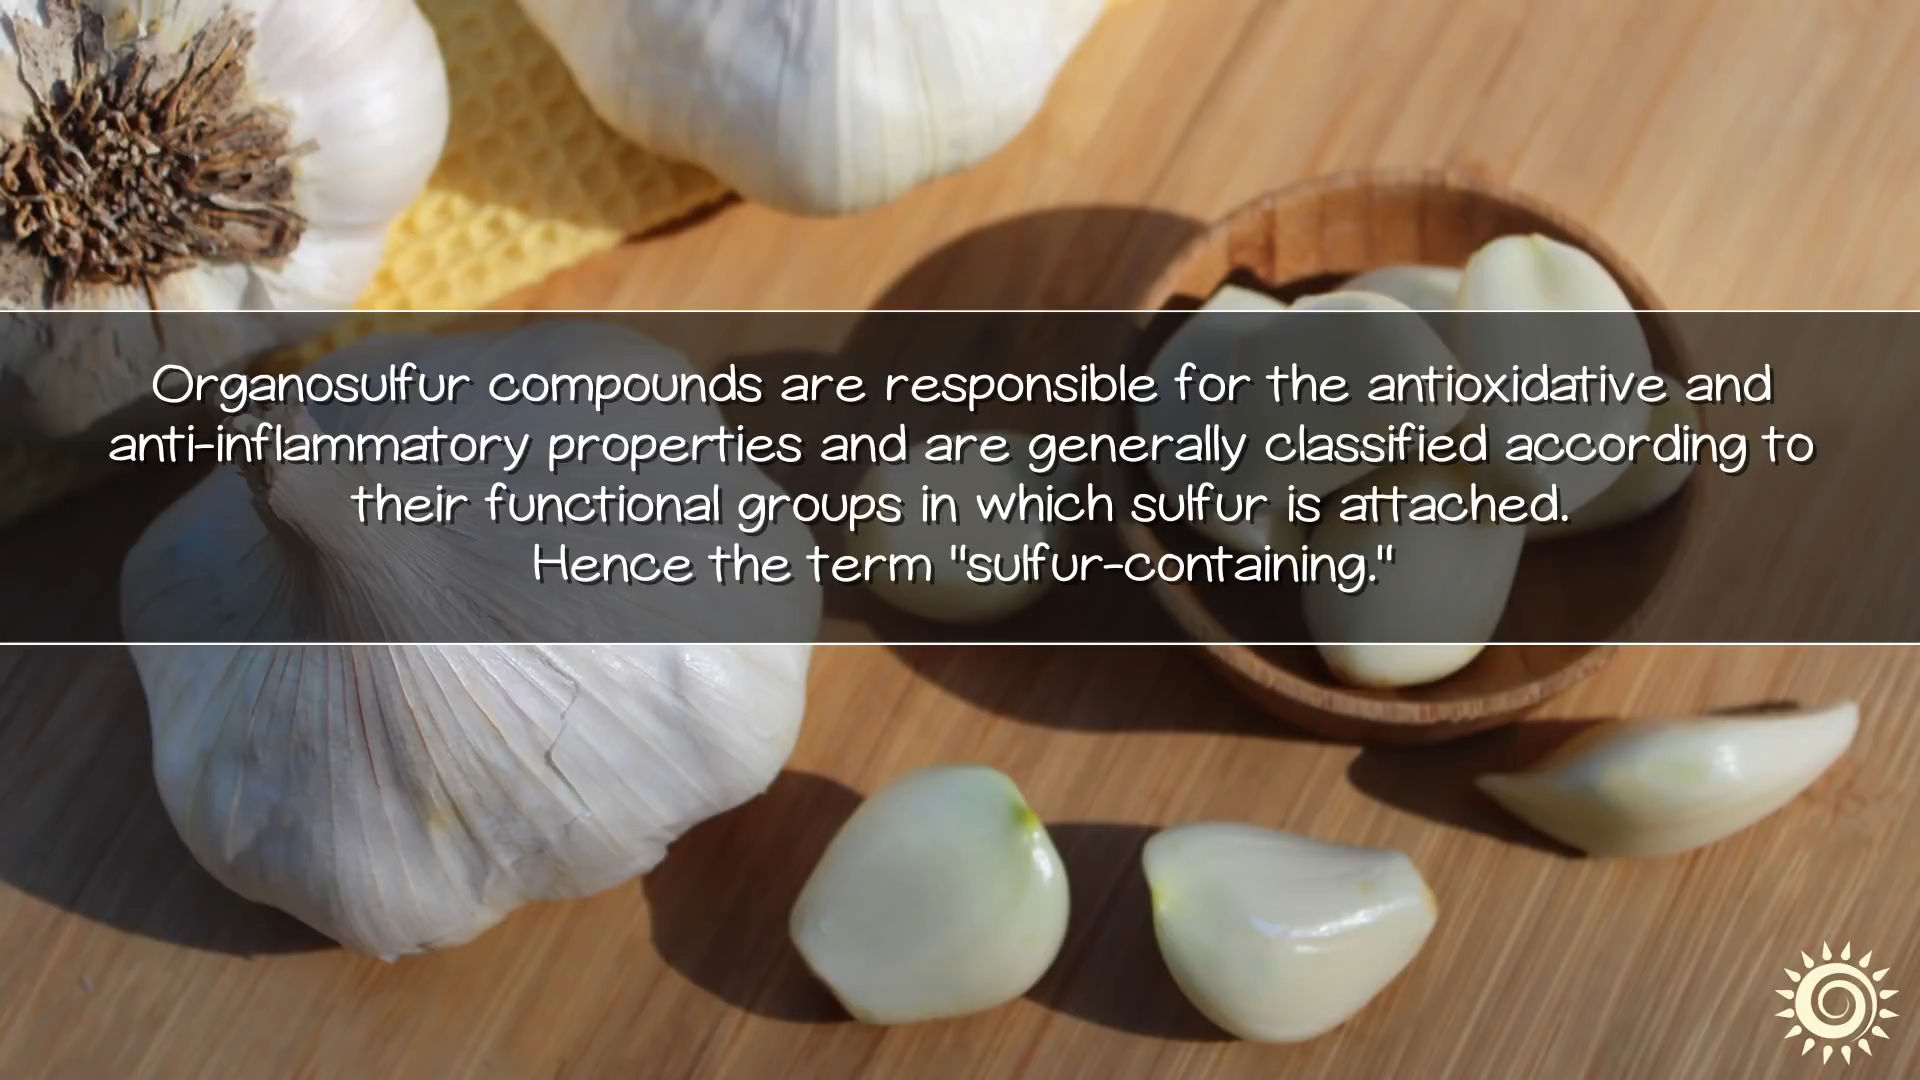 Organosulfur compounds are responsible for the antioxidative and
anti-inflammatory properties and are generally classified according to
their functional groups in which sulfur is attached.
Hence the term "sulfur-containing."